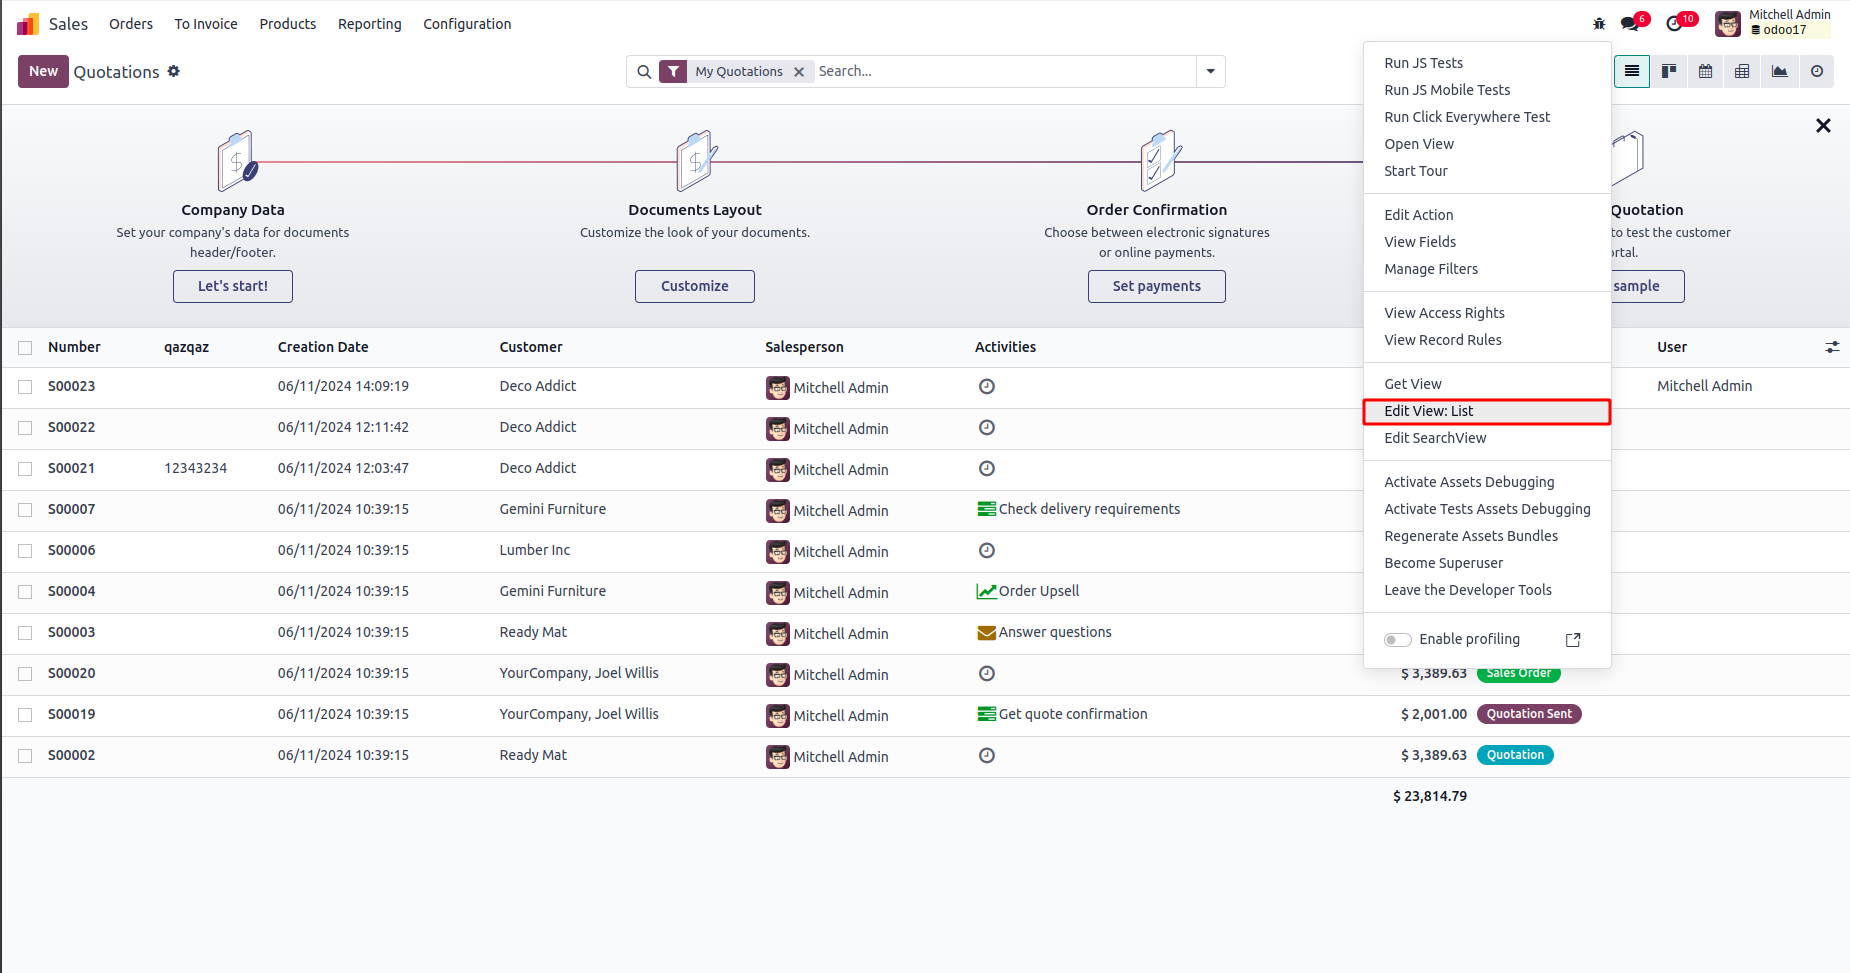 Sales Orders To Invoice Products Reporting Configuration 6 10 Mitchell Admin
odoo17
New Quotations My Quotations Search...
Run JS Tests
Run JS Mobile Tests
Run Click Everywhere Test
Open View
Start Tour
Edit Action
View Fields
Manage Filters
View Access Rights
View Record Rules
Get View
Edit View: List
Edit SearchView
Activate Assets Debugging
Activate Tests Assets Debugging
Regenerate Assets Bundles
Become Superuser
Leave the Developer Tools
Enable profiling
Company Data
Set your company's data for documents
header/footer.
Let's start!
Documents Layout
Customize the look of your documents.
Customize
Order Confirmation
Choose between electronic signatures
or online payments.
Set payments
Quotation
to test the customer
rtal.
sample
Number qazqaz Creation Date Customer Salesperson Activities User
S00023 06/11/2024 14:09:19 Deco Addict Mitchell Admin Mitchell Admin
S00022 06/11/2024 12:11:42 Deco Addict Mitchell Admin
S00021 12343234 06/11/2024 12:03:47 Deco Addict Mitchell Admin
S00007 06/11/2024 10:39:15 Gemini Furniture Mitchell Admin Check delivery requirements
S00006 06/11/2024 10:39:15 Lumber Inc Mitchell Admin
S00004 06/11/2024 10:39:15 Gemini Furniture Mitchell Admin Order Upsell
S00003 06/11/2024 10:39:15 Ready Mat Mitchell Admin Answer questions
S00020 06/11/2024 10:39:15 YourCompany, Joel Willis Mitchell Admin $ 3,389.63 Sales Order
S00019 06/11/2024 10:39:15 YourCompany, Joel Willis Mitchell Admin Get quote confirmation $ 2,001.00 Quotation Sent
S00002 06/11/2024 10:39:15 Ready Mat Mitchell Admin $ 3,389.63 Quotation
$ 23,814.79